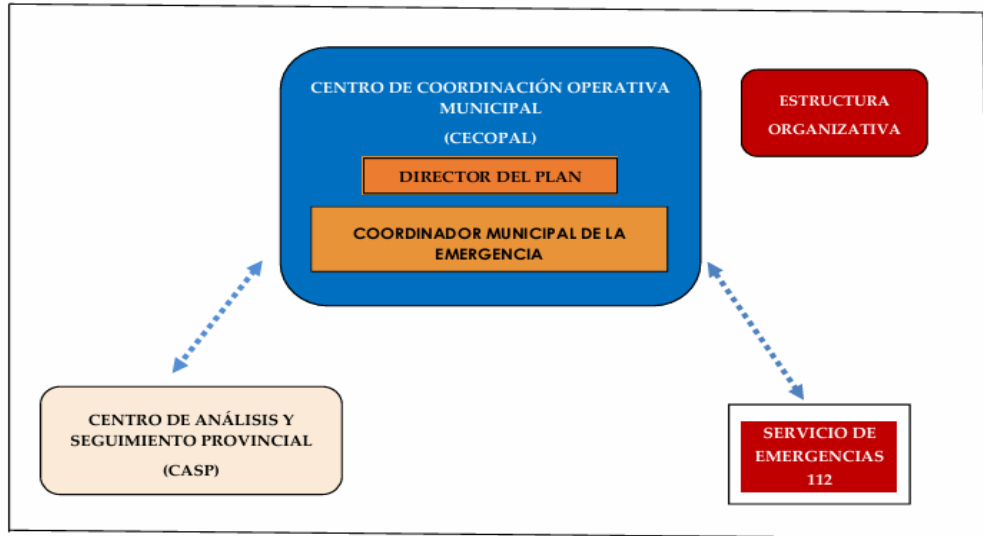 CENTRO DE COORDINACIÓN OPERATIVA
MUNICIPAL
(CECOPAL)
DIRECTOR DEL PLAN
COORDINADOR MUNICIPAL DE LA
EMERGENCIA
ESTRUCTURA
ORGANIZATIVA
CENTRO DE ANÁLISIS Y
SEGUIMIENTO PROVINCIAL
(CASP)
SERVICIO DE
EMERGENCIAS
112